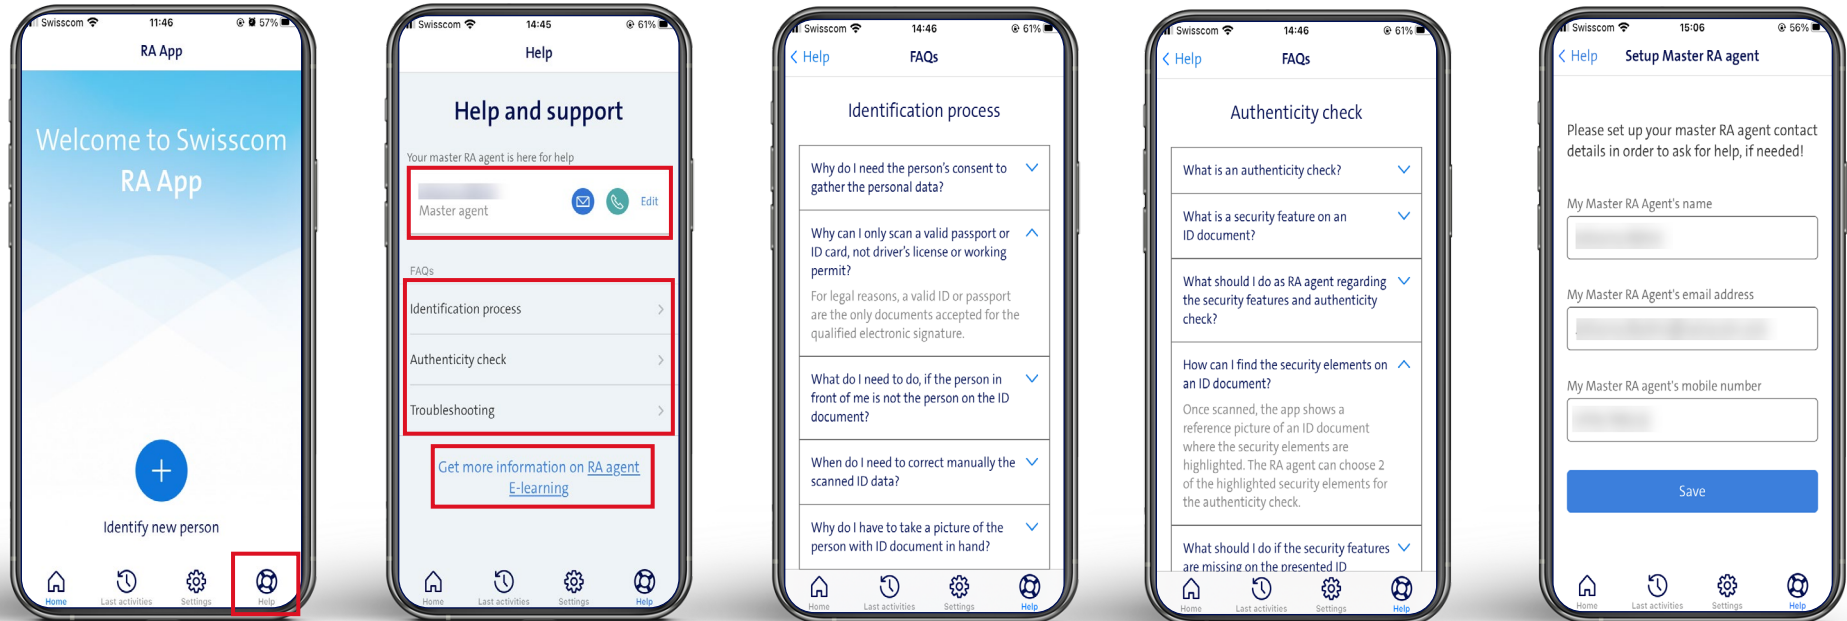 Swisscom
11:46
57%
RA App
Welcome to Swisscom
RA App
Identify new person
Home
Last activities
Settings
Help
Swisscom
14:45
61%
Help
Help and support
Your master RA agent is here for help
Master agent
Edit
FAQs
Identification process
Authenticity check
Troubleshooting
Get more information on RA agent
E-learning
Home
Last activities
Settings
Help
Swisscom
14:46
61%
Help
FAQs
Identification process
Why do I need the person's consent to
gather the personal data?
Why can I only scan a valid passport or
ID card, not driver's license or working
permit?
For legal reasons, a valid ID or passport
are the only documents accepted for the
qualified electronic signature.
What do I need to do, if the person in
front of me is not the person on the ID
document?
When do I need to correct manually the
scanned ID data?
Why do I have to take a picture of the
person with ID document in hand?
Home
Last activities
Settings
Help
Swisscom
14:46
61%
Help
FAQs
Authenticity check
What is an authenticity check?
What is a security feature on an
ID document?
What should I do as RA agent regarding
the security features and authenticity
check?
How can I find the security elements on
an ID document?
Once scanned, the app shows a
reference picture of an ID document
where the security elements are
highlighted. The RA agent can choose 2
of the highlighted security elements for
the authenticity check.
What should I do if the security features
are missing on the presented ID
Home
Last activities
Settings
Help
Swisscom
15:06
56%
Help
Setup Master RA agent
Please set up your master RA agent contact
details in order to ask for help, if needed!
My Master RA Agent's name
My Master RA Agent's email address
My Master RA agent's mobile number
Save
Home
Last activities
Settings
Help